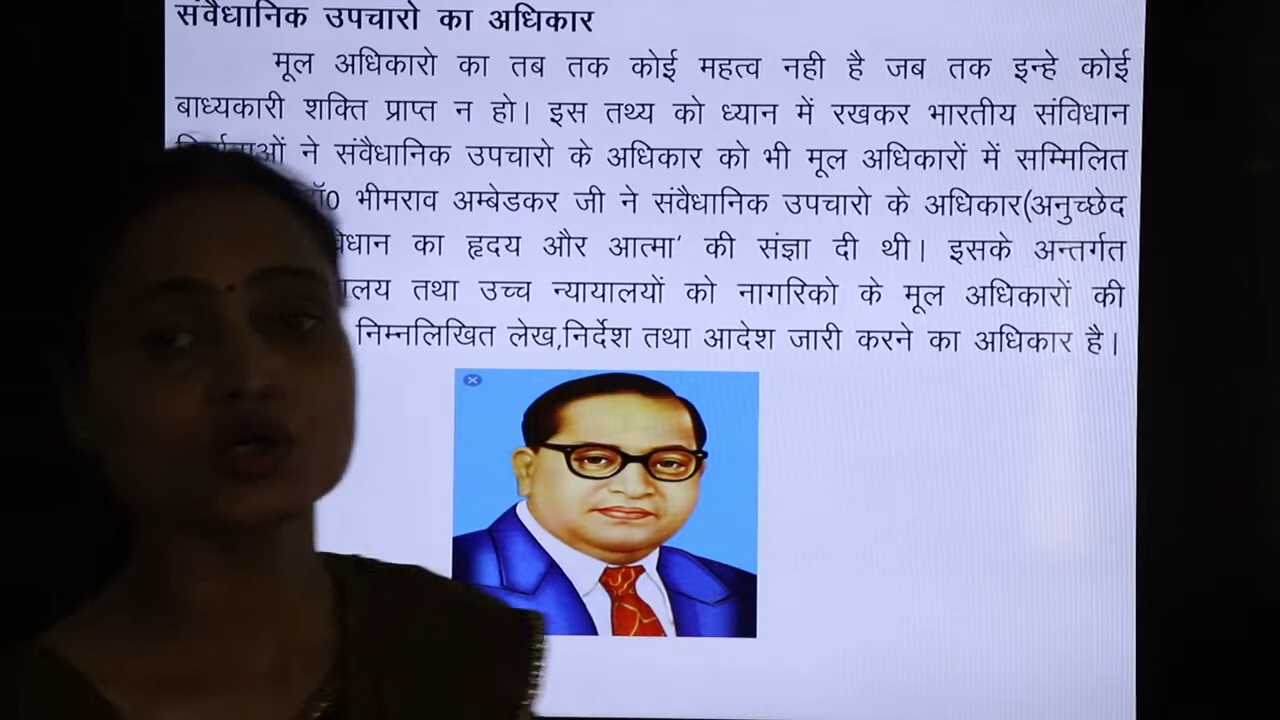 संवैधानिक उपचारो का अधिकार
मूल अधिकारो का तब तक कोई महत्व नही है जब तक इन्हे कोई
बाध्यकारी शक्ति प्राप्त न हो। इस तथ्य को ध्यान में रखकर भारतीय संविधान
ने संवैधानिक उपचारो के अधिकार को भी मूल अधिकारों में सम्मिलित
भीमराव अम्बेडकर जी ने संवैधानिक उपचारो के अधिकार(अनुच्छेद
का हृदय और आत्मा' की संज्ञा दी थी। इसके अन्तर्गत
तथा उच्च न्यायालयों को नागरिको के मूल अधिकारों की
निम्नलिखित लेख,निर्देश तथा आदेश जारी करने का अधिकार है।